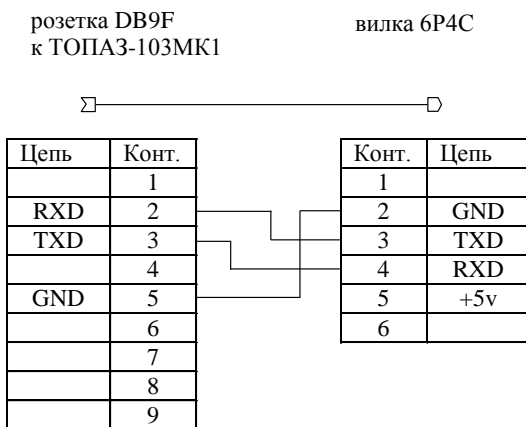 розетка DB9F
к ТОПАЗ-103МК1
вилка 6Р4С
Цепь Конт.
1
RXD 2
TXD 3
4
GND 5
6
7
8
9
Конт. Цепь
1
2 GND
3 TXD
4 RXD
5 +5v
6